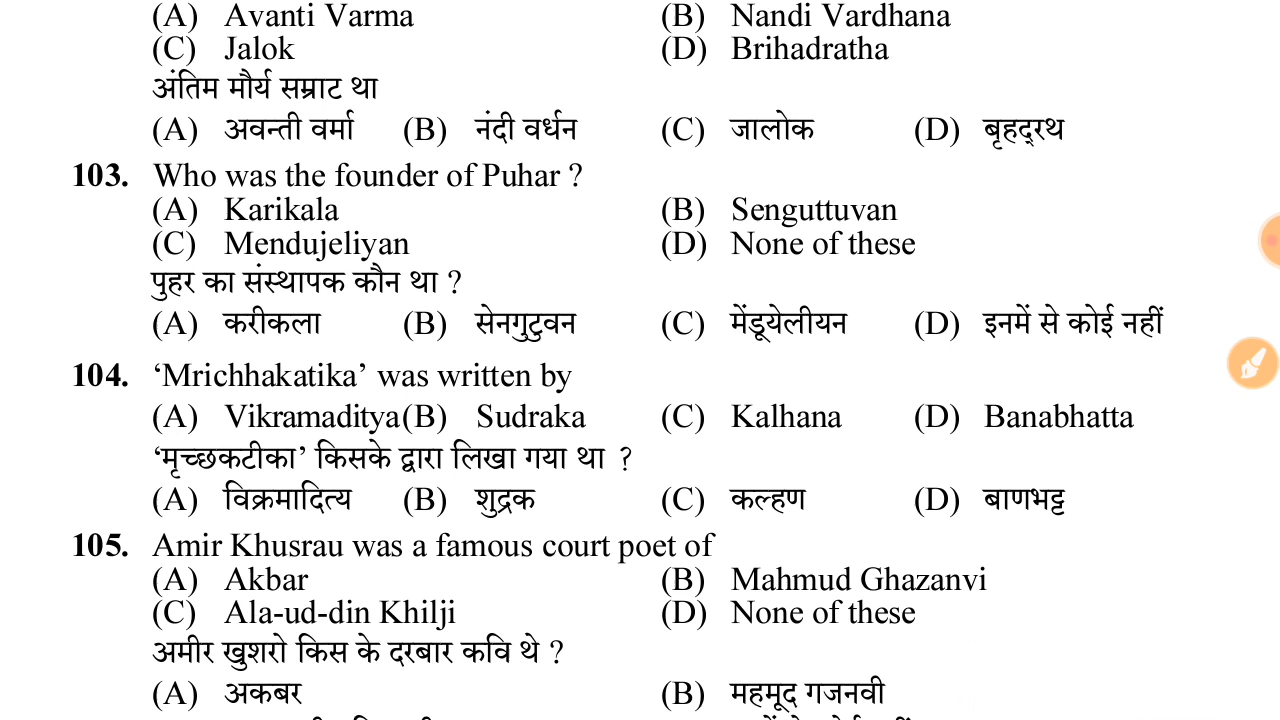 (A) Avanti Varma (B) Nandi Vardhana
(C) Jalok (D) Brihadratha
अंतिम मौर्य सम्राट था
(A) अवन्ती वर्मा (B) नंदी वर्धन (C) जालोक (D) बृहद्‌रथ
103. Who was the founder of Puhar ?
(A) Karikala (B) Senguttuvan
(C) Mendujeliyan (D) None of these
पुहर का संस्थापक कौन था ?
(A) करीकला (B) सेनगुटुवन (C) मेंडूयेलीयन (D) इनमें से कोई नहीं
104. ‘Mrichhakatika’ was written by
(A) Vikramaditya (B) Sudraka (C) Kalhana (D) Banabhatta
‘मृच्छकटीका’ किसके द्वारा लिखा गया था ?
(A) विक्रमादित्य (B) शुद्रक (C) कल्हण (D) बाणभट्ट
105. Amir Khusrau was a famous court poet of
(A) Akbar (B) Mahmud Ghazanvi
(C) Ala-ud-din Khilji (D) None of these
अमीर खुशरो किस के दरबार कवि थे ?
(A) अकबर (B) महमूद गजनवी